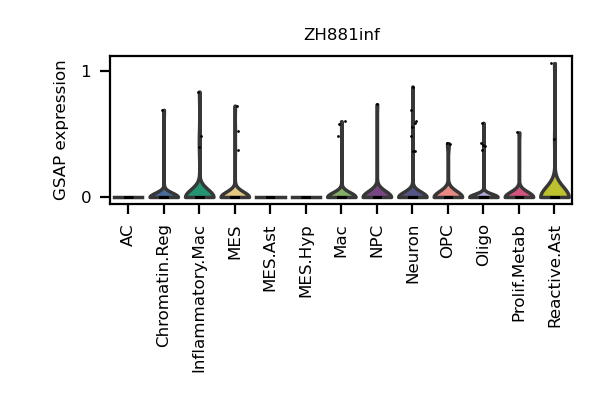 ZH881inf
GSAP expression
1
0
AC
Chromatin.Reg
Inflammatory.Mac
MES
MES.Ast
MES.Hyp
Mac
NPC
Neuron
OPC
Oligo
Prolif.Metab
Reactive.Ast